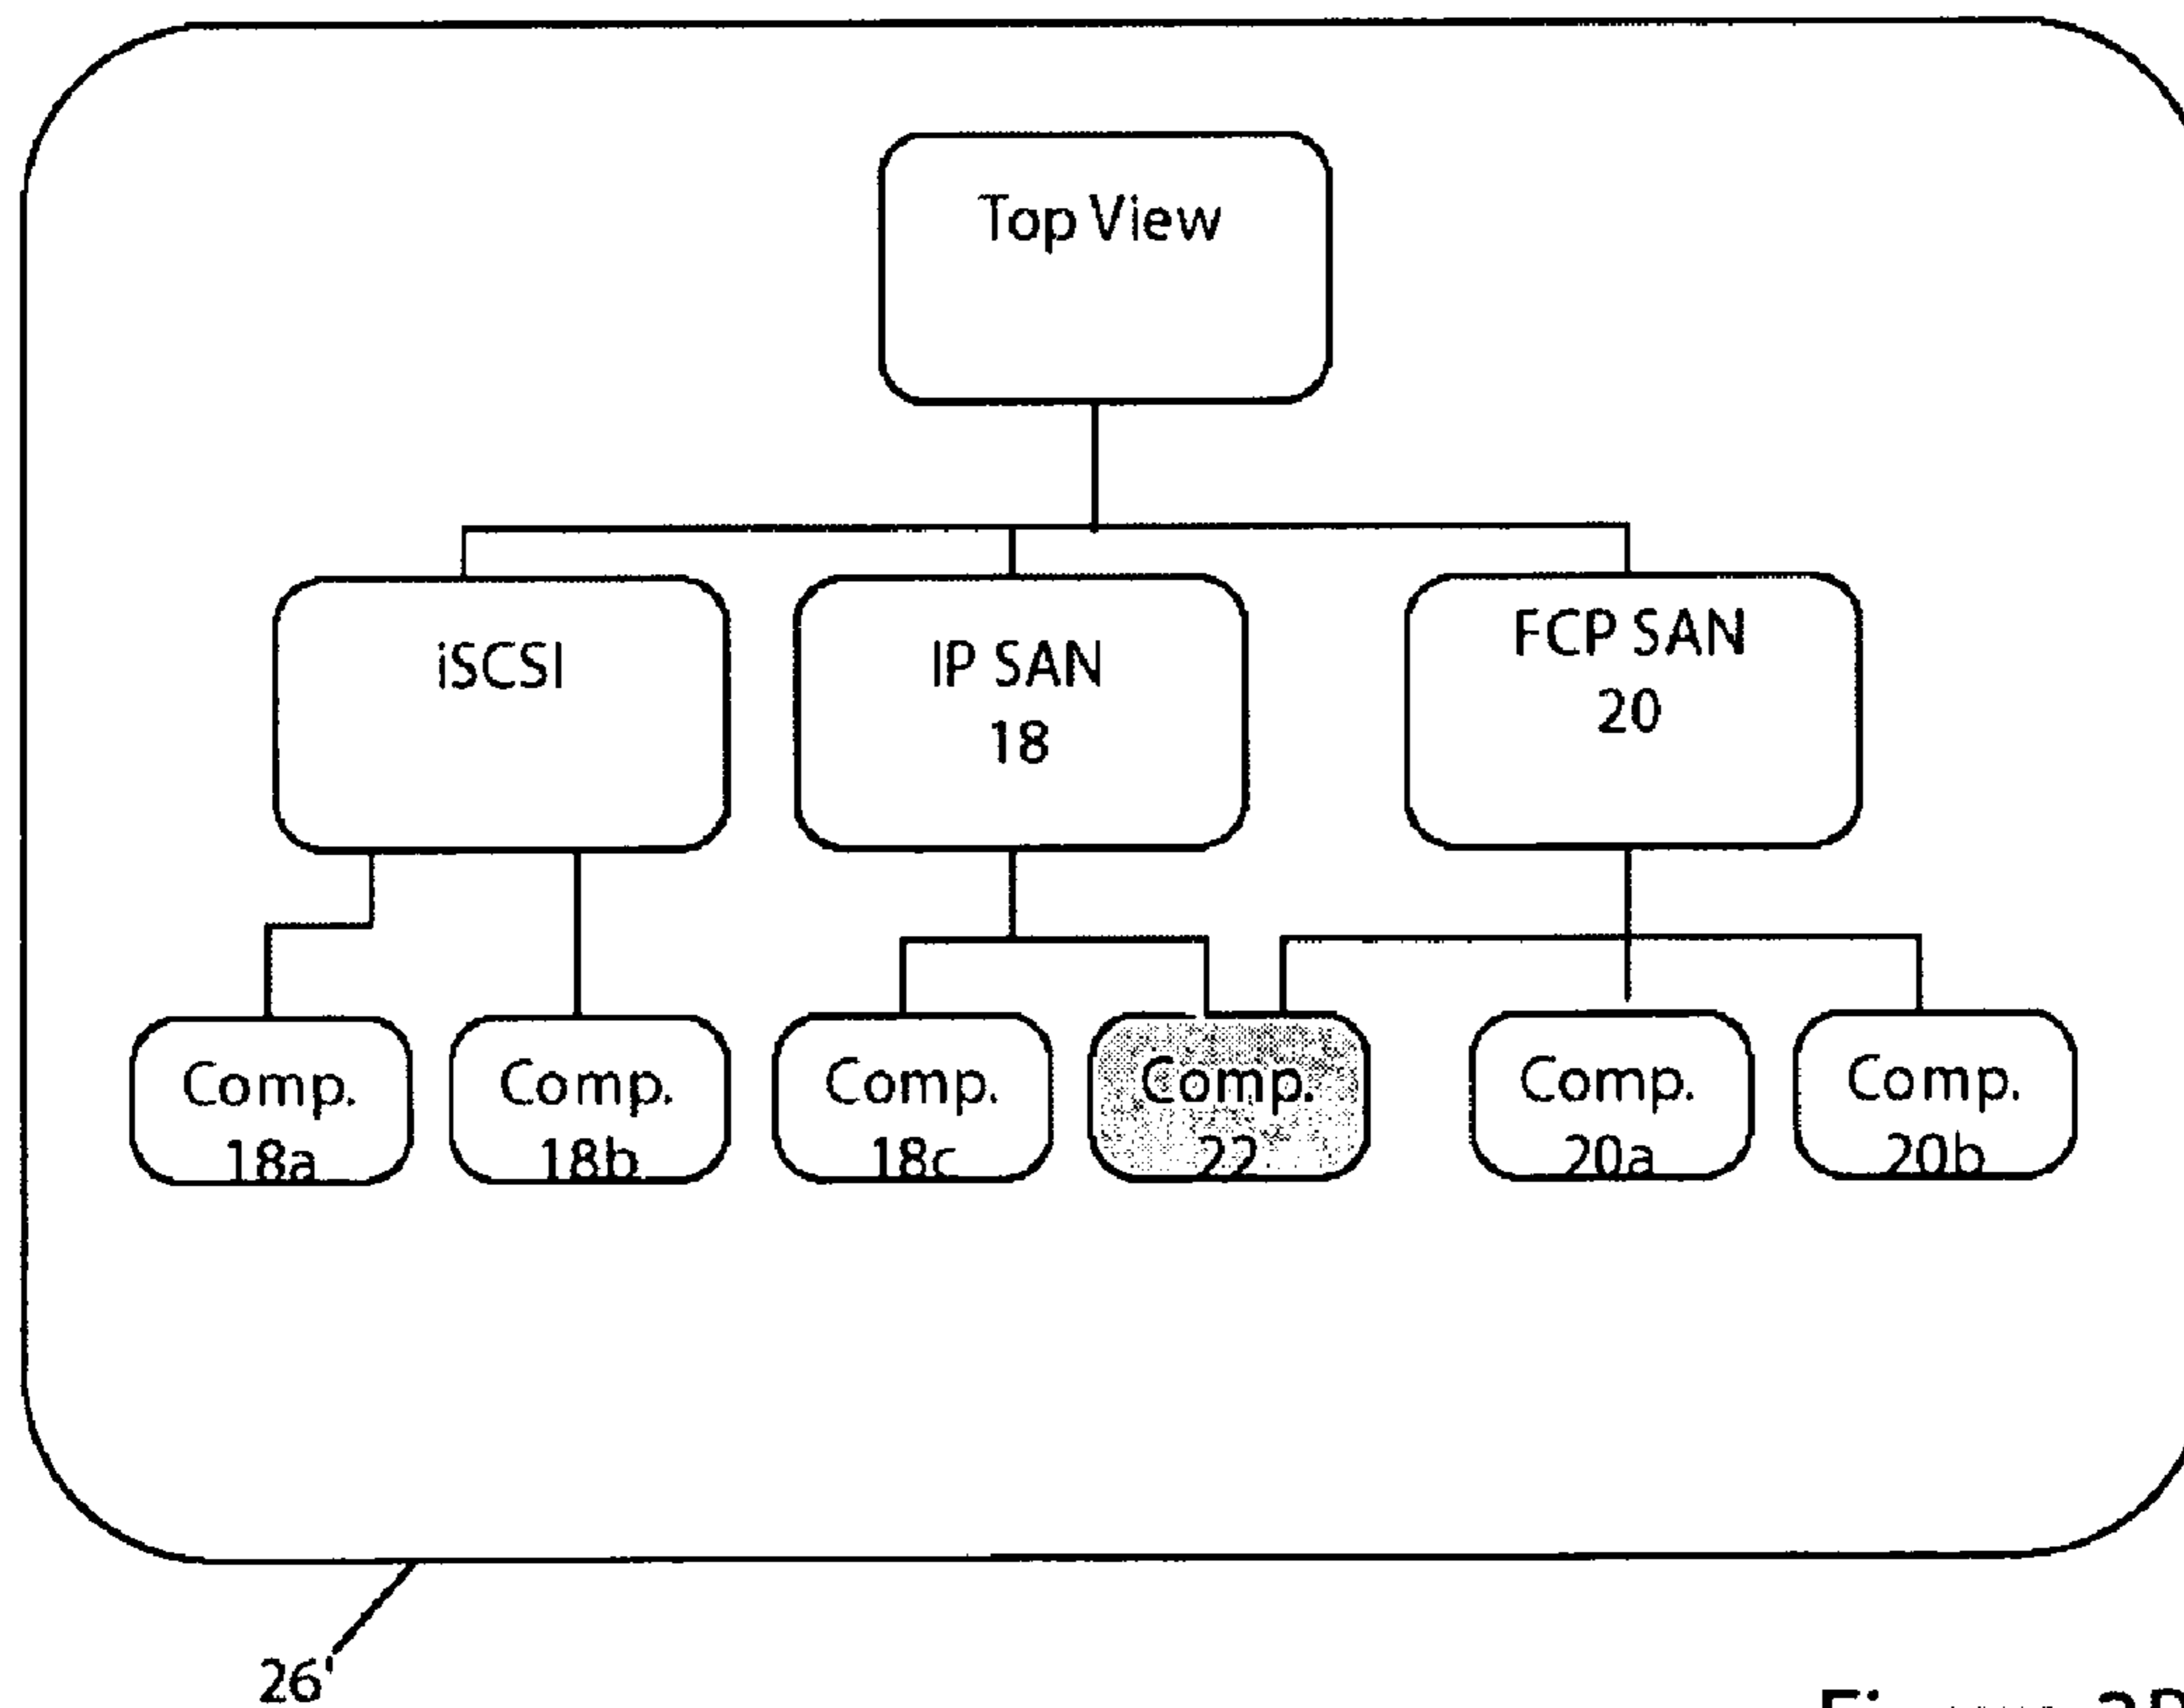 Top View
iSCSI
IP SAN
18
FCP SAN
20
Comp.
18a
Comp.
18b
Comp.
18c
Comp.
22
Comp.
20a
Comp.
20b
26'